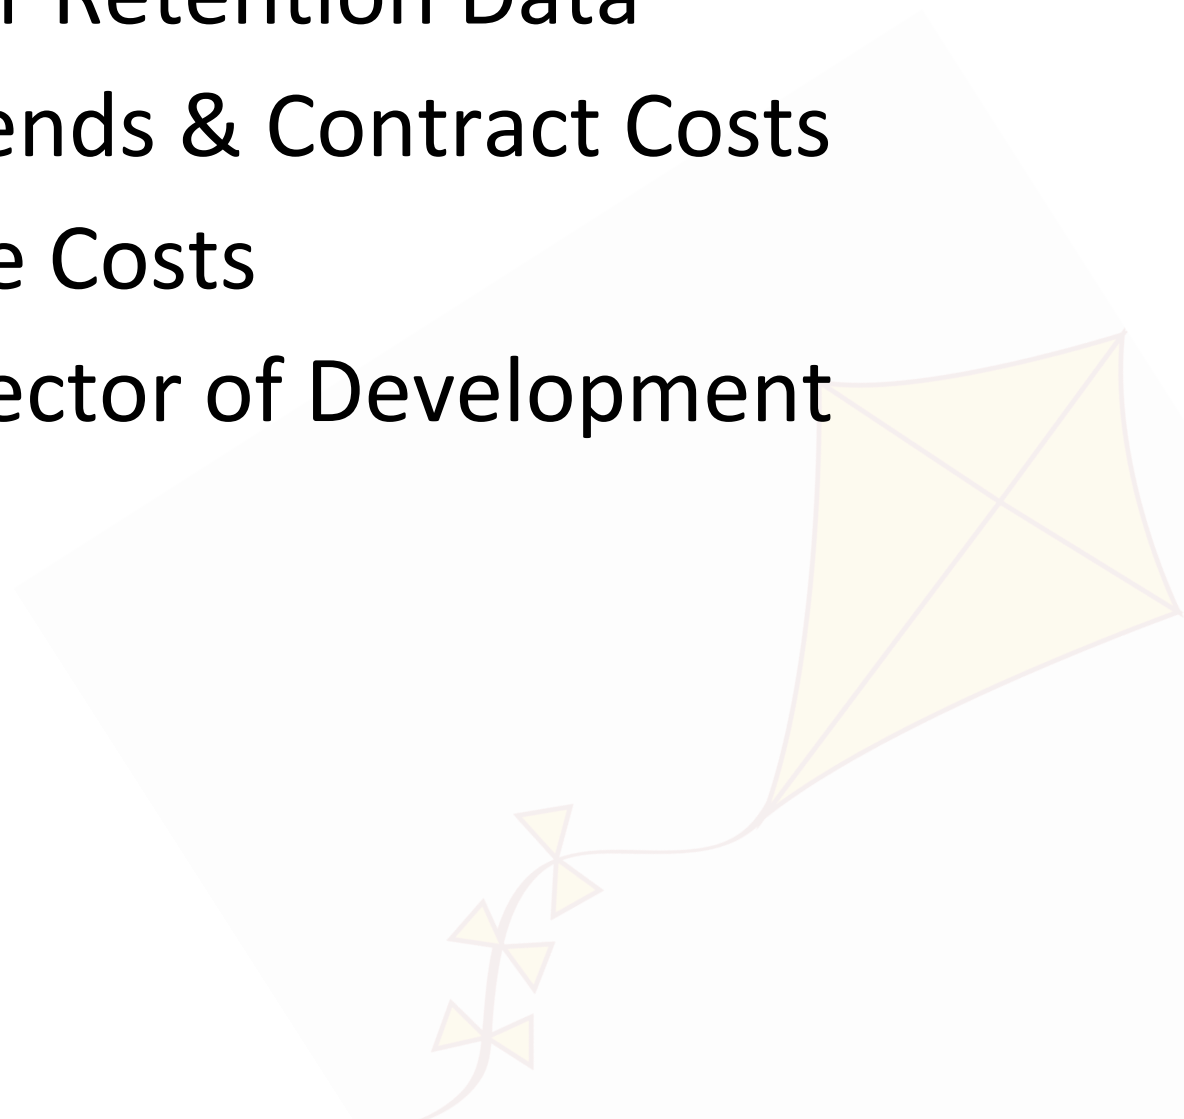 r Retention Data
ends & Contract Costs
e Costs
ector of Development